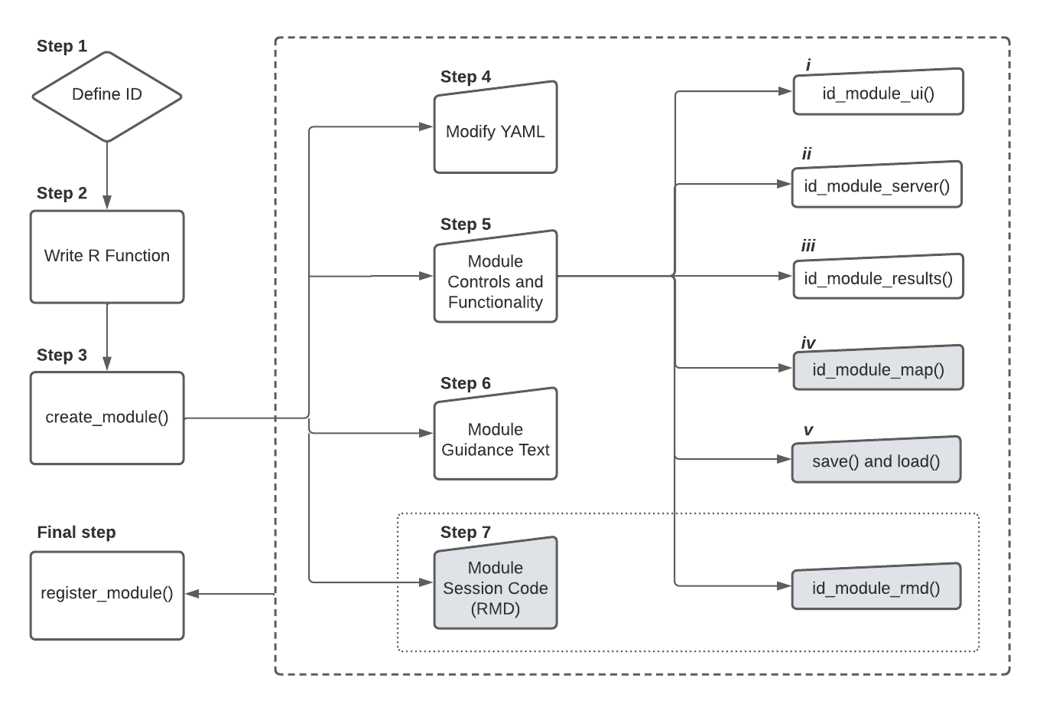 Step 1
Define ID
Step 2
Write R Function
Step 3
create_module()
Final step
register_module()
Step 4
Modify YAML
Step 5
Module
Controls and
Functionality
Step 6
Module
Guidance Text
Step 7
Module
Session Code
(RMD)
i
id_module_ui()
ii
id_module_server()
iii
id_module_results()
iv
id_module_map()
v
save() and load()
id_module_rmd()